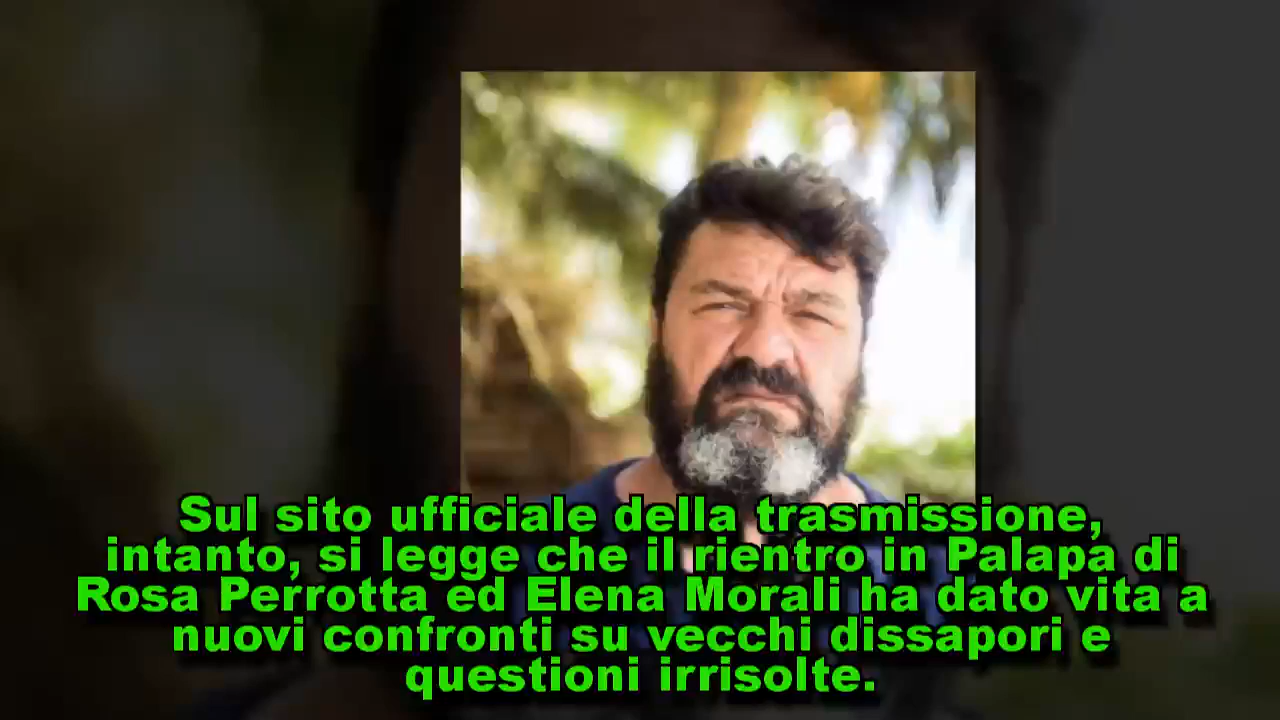 Sul sito ufficiale della trasmissione,
intanto, si legge che il rientro in Palapa di
Rosa Perrotta ed Elena Morali ha dato vita a
nuovi confronti su vecchi dissapori e
questioni irrisolte.